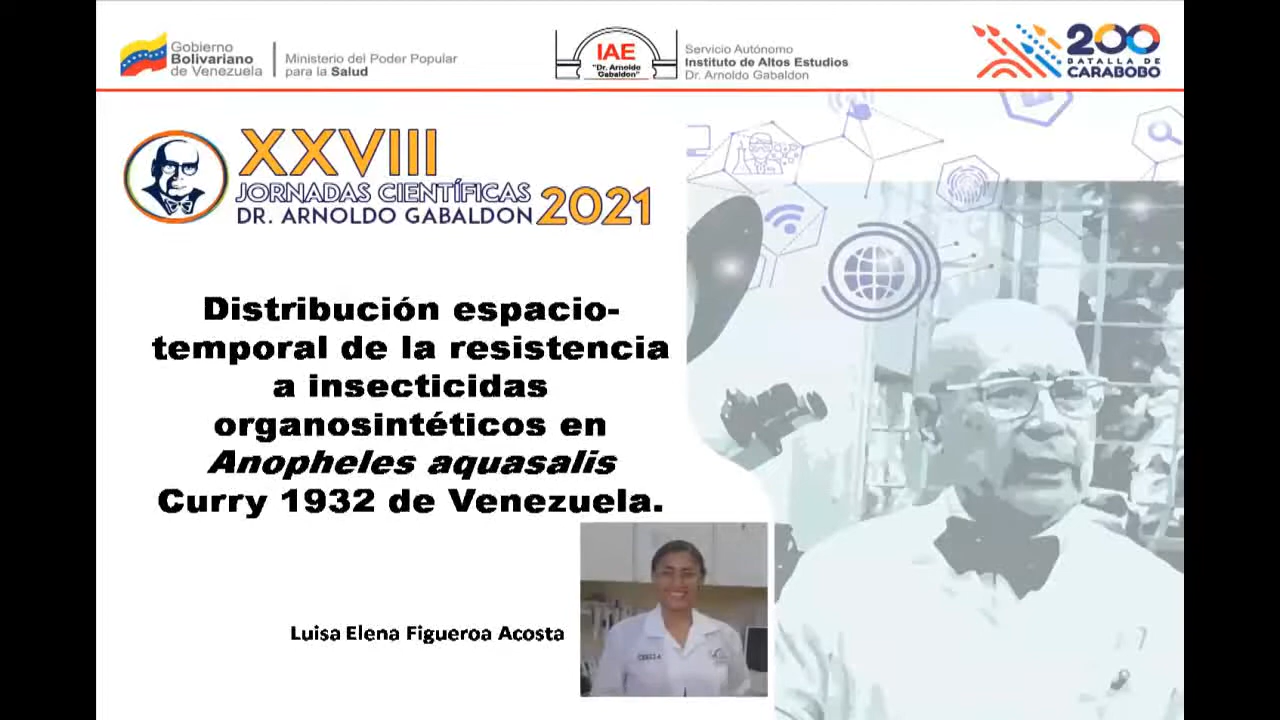 Gobierno
Bolivariano
de Venezuela
Ministerio del Poder Popular
para la Salud
IAE
"Dr. Arnoldo
Gabaldon"
Servicio Autónomo
Instituto de Altos Estudios
Dr. Arnoldo Gabaldon
200
BATALLA DE
CARABOBO
XXVIII
JORNADAS CIENTÍFICAS
DR. ARNOLDO GABALDON 2021
Distribución espacio-
temporal de la resistencia
a insecticidas
organosintéticos en
Anopheles aquasalis
Curry 1932 de Venezuela.
Luisa Elena Figueroa Acosta